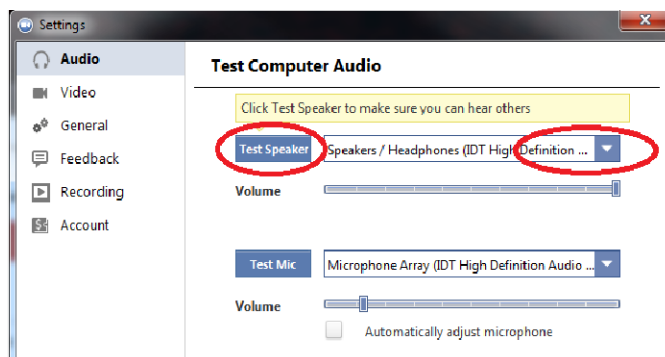 Settings
Audio
Video
General
Feedback
Recording
Account
Test Computer Audio
Click Test Speaker to make sure you can hear others
Test Speaker
Speakers / Headphones (IDT High Definition ...
Volume
Test Mic
Microphone Array (IDT High Definition Audio ...
Volume
Automatically adjust microphone